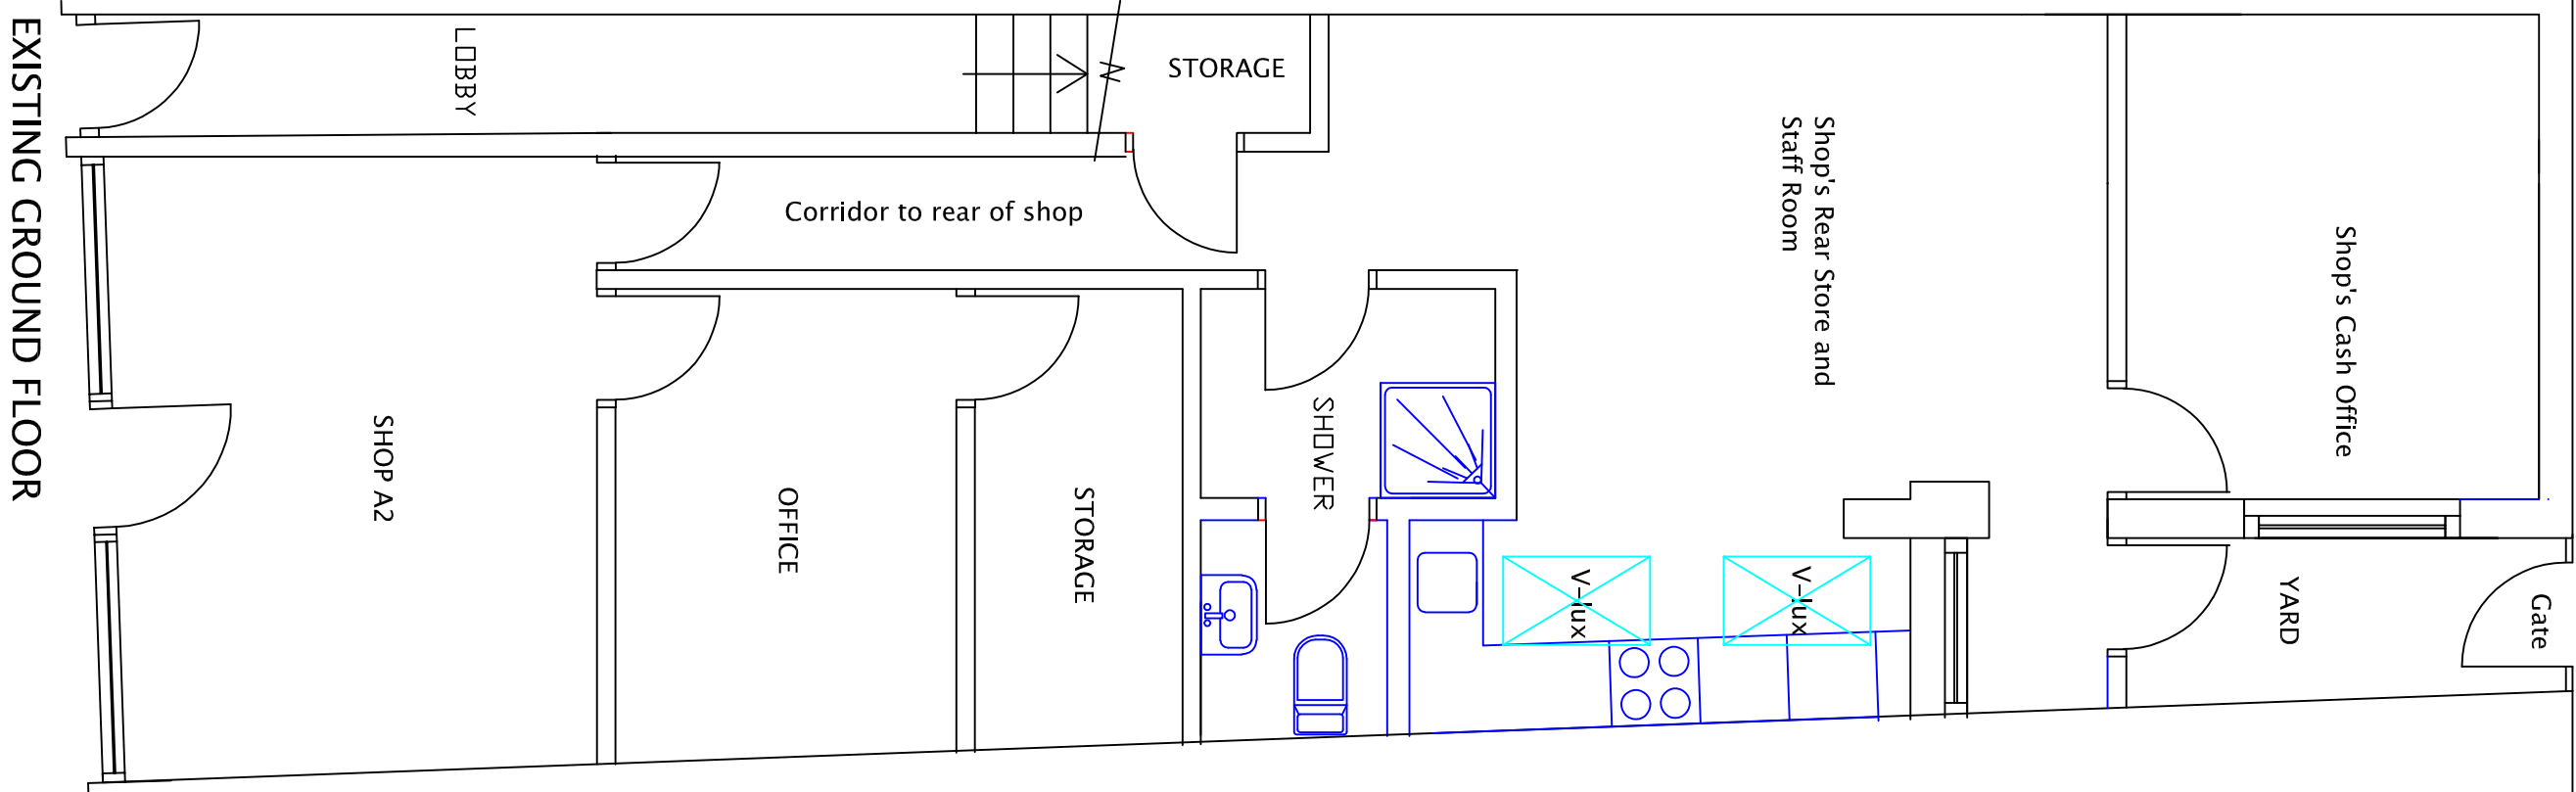 EXISTING GROUND FLOOR
LOBBY
STORAGE
N
Corridor to rear of shop
SHOP A2
OFFICE
STORAGE
SHOWER
Shop's Rear Store and
Staff Room
V-lux
V-lux
Shop's Cash Office
YARD
Gate